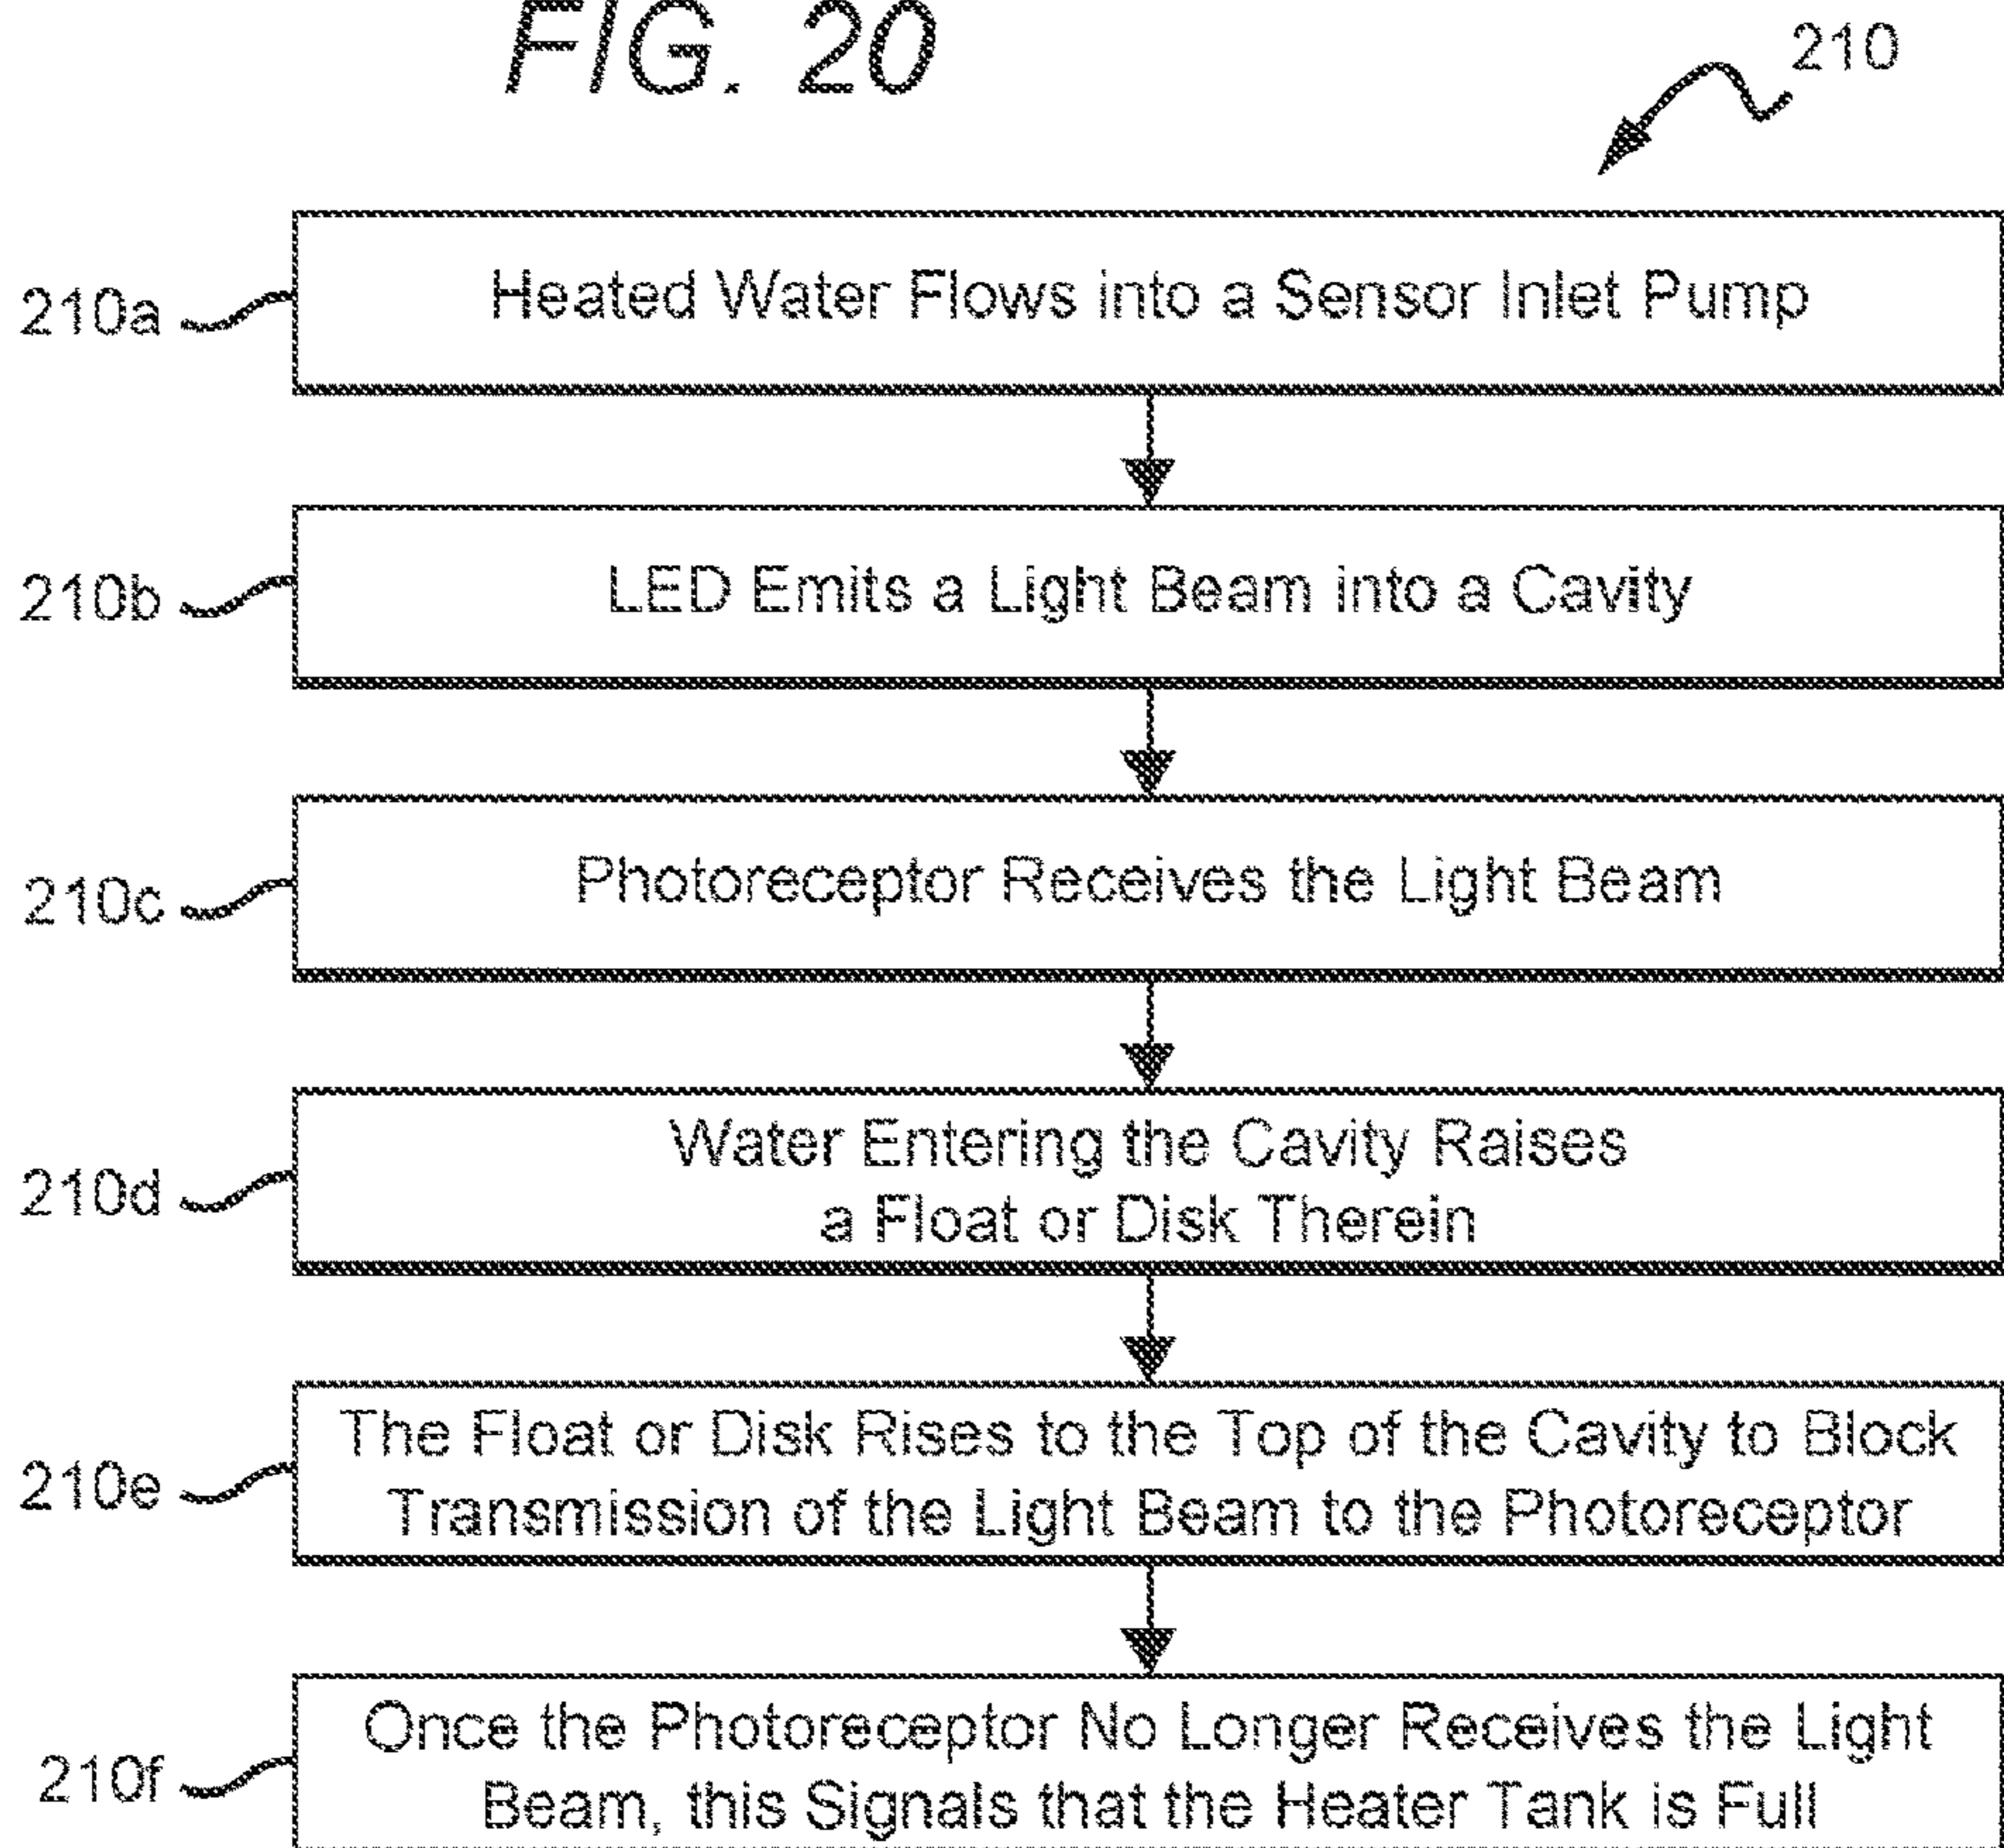 FIG. 20
210
210a
Heated Water Flows into a Sensor Inlet Pump
210b
LED Emits a Light Beam into a Cavity
210c
Photoreceptor Receives the Light Beam
210d
Water Entering the Cavity Raises
a Float or Disk Therein
210e
The Float or Disk Rises to the Top of the Cavity to Block
Transmission of the Light Beam to the Photoreceptor
210f
Once the Photoreceptor No Longer Receives the Light
Beam, this Signals that the Heater Tank is Full